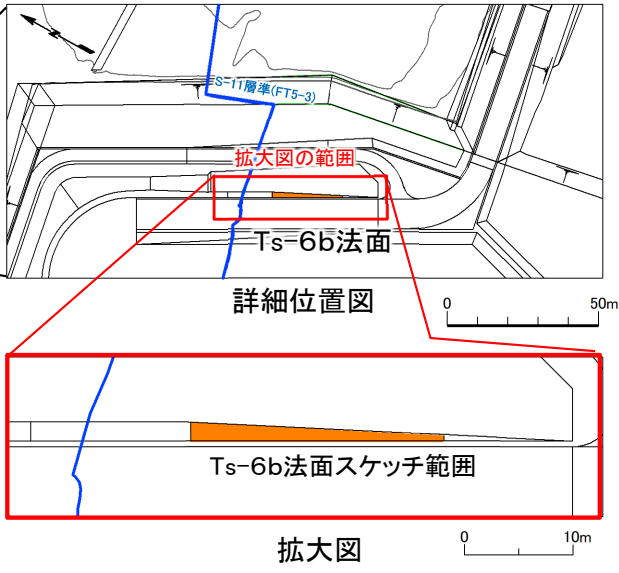 S-11層準(FT5-3)
拡大図の範囲
Ts-6b法面
詳細位置図
0 50m
Ts-6b法面スケッチ範囲
拡大図
0 10m